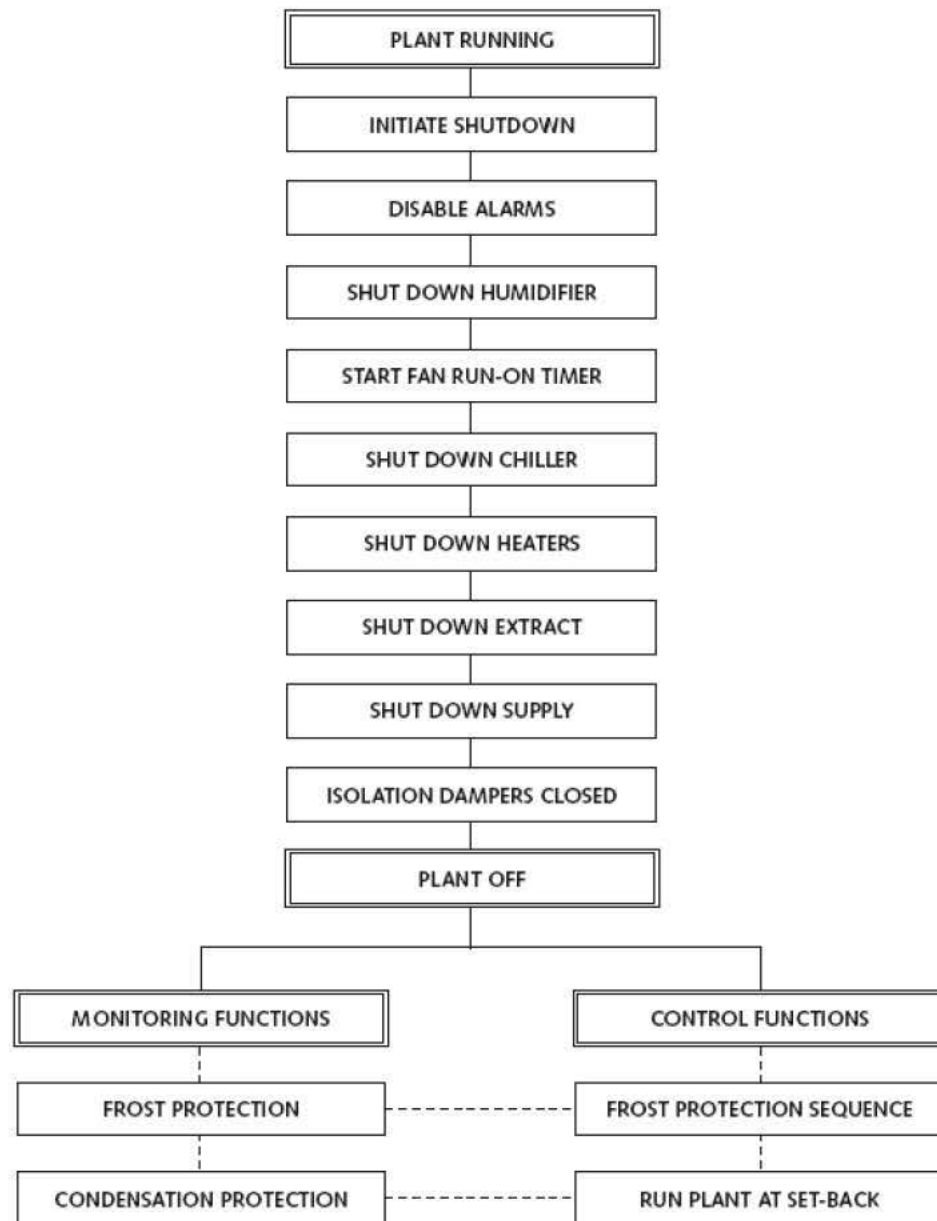 PLANT RUNNING
INITIATE SHUTDOWN
DISABLE ALARMS
SHUT DOWN HUMIDIFIER
START FAN RUN-ON TIMER
SHUT DOWN CHILLER
SHUT DOWN HEATERS
SHUT DOWN EXTRACT
SHUT DOWN SUPPLY
ISOLATION DAMPERS CLOSED
PLANT OFF
MONITORING FUNCTIONS
CONTROL FUNCTIONS
FROST PROTECTION
FROST PROTECTION SEQUENCE
CONDENSATION PROTECTION
RUN PLANT AT SET-BACK